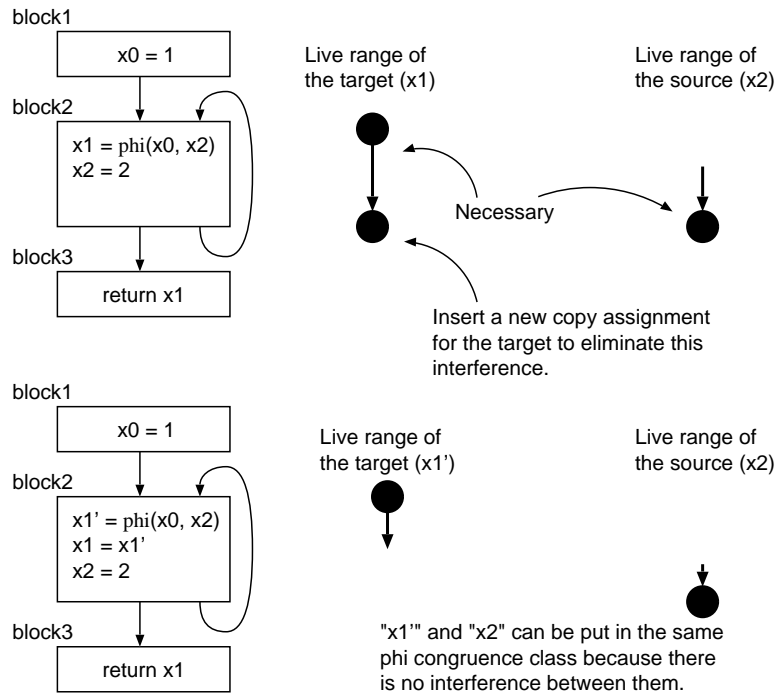 block1
x0 = 1
block2
x1 = phi(x0, x2)
x2 = 2
block3
return x1
Live range of
the target (x1)
Live range of
the source (x2)
Necessary
Insert a new copy assignment
for the target to eliminate this
interference.
block1
x0 = 1
block2
x1' = phi(x0, x2)
x1 = x1'
x2 = 2
block3
return x1
Live range of
the target (x1')
Live range of
the source (x2)
"x1'" and "x2" can be put in the same
phi congruence class because there
is no interference between them.